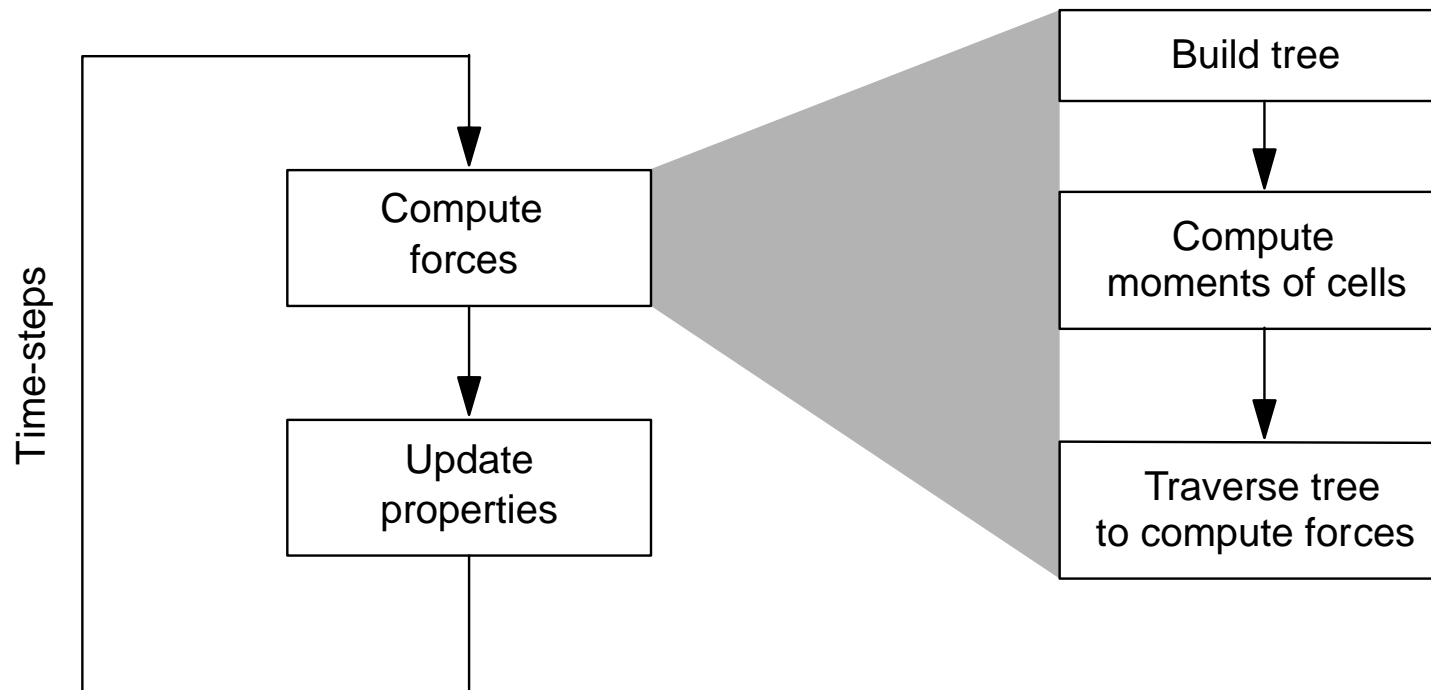 Time-steps
Compute
forces
Update
properties
Build tree
Compute
moments of cells
Traverse tree
to compute forces